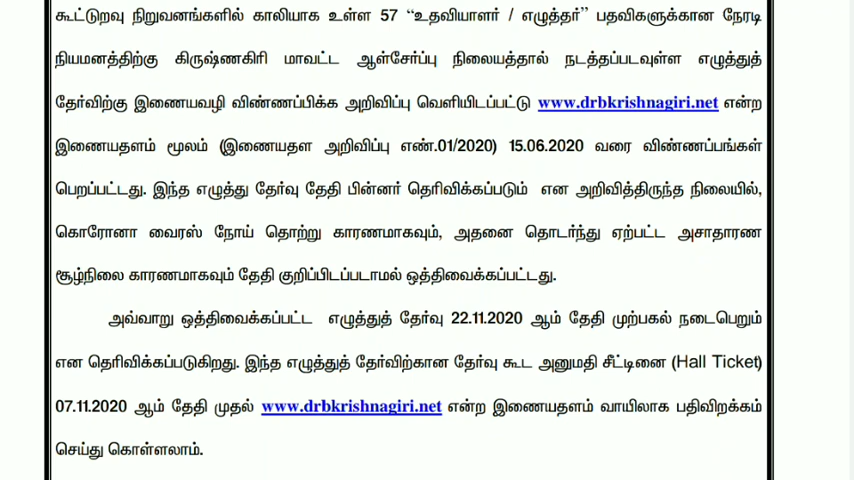 கூட்டுறவு நிறுவனங்களில் காலியாக உள்ள 57 “உதவியாளர் / எழுத்தர்” பதவிகளுக்கான நேரடி
நியமனத்திற்கு கிருஷ்ணகிரி மாவட்ட ஆள்சேர்ப்பு நிலையத்தால் நடத்தப்படவுள்ள எழுத்துத்
தேர்விற்கு இணையவழி விண்ணப்பிக்க அறிவிப்பு வெளியிடப்பட்டு www.drbkrishnagiri.net என்ற
இணையதளம் மூலம் (இணையதள அறிவிப்பு எண்.01/2020) 15.06.2020 வரை விண்ணப்பங்கள்
பெறப்பட்டது. இந்த எழுத்து தேர்வு தேதி பின்னர் தெரிவிக்கப்படும் என அறிவித்திருந்த நிலையில்,
கொரோனா வைரஸ் நோய் தொற்று காரணமாகவும், அதனை தொடர்ந்து ஏற்பட்ட அசாதாரண
சூழ்நிலை காரணமாகவும் தேதி குறிப்பிடப்படாமல் ஒத்திவைக்கப்பட்டது.
அவ்வாறு ஒத்திவைக்கப்பட்ட எழுத்துத் தேர்வு 22.11.2020 ஆம் தேதி முற்பகல் நடைபெறும்
என தெரிவிக்கப்படுகிறது. இந்த எழுத்துத் தேர்விற்கான தேர்வு கூட அனுமதி சீட்டினை (Hall Ticket)
07.11.2020 ஆம் தேதி முதல் www.drbkrishnagiri.net என்ற இணையதளம் வாயிலாக பதிவிறக்கம்
செய்து கொள்ளலாம்.